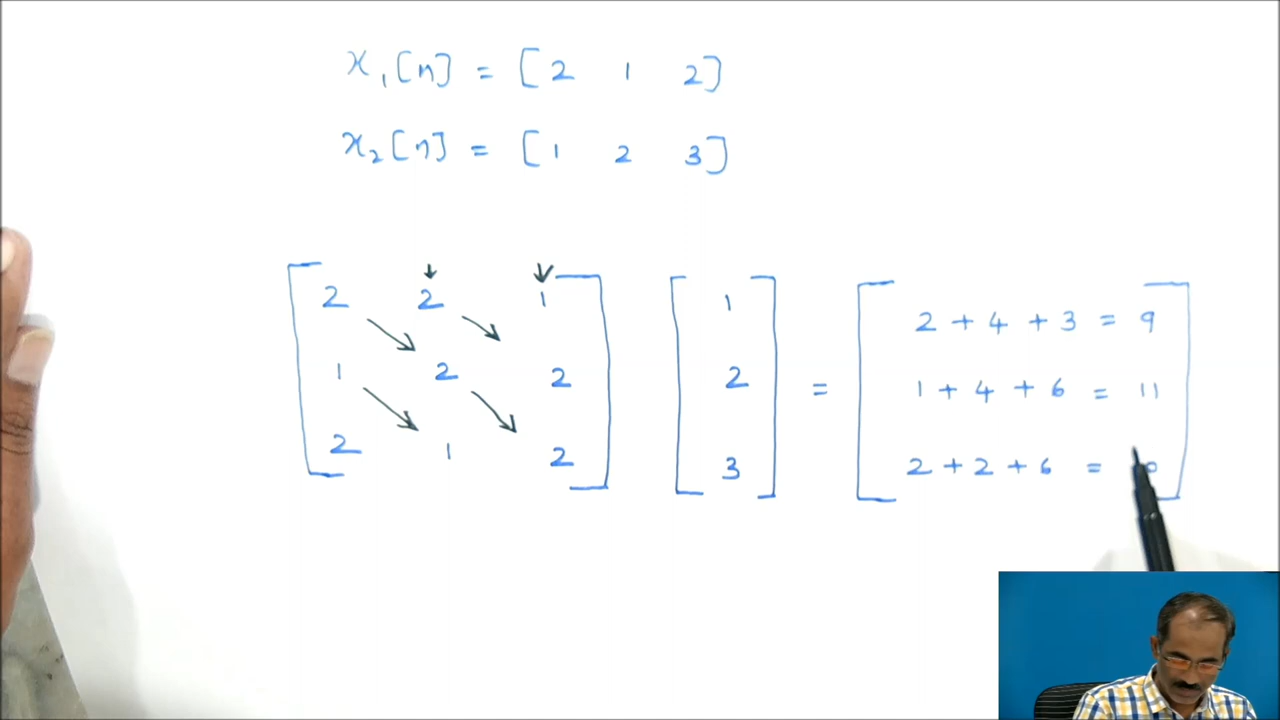 x₁[n] = [2 1 2]
x₂[n] = [1 2 3]
2 2 1 1 2 + 4 + 3 = 9
1 2 2 2 = 1 + 4 + 6 = 11
2 1 2 3 2 + 2 + 6 =